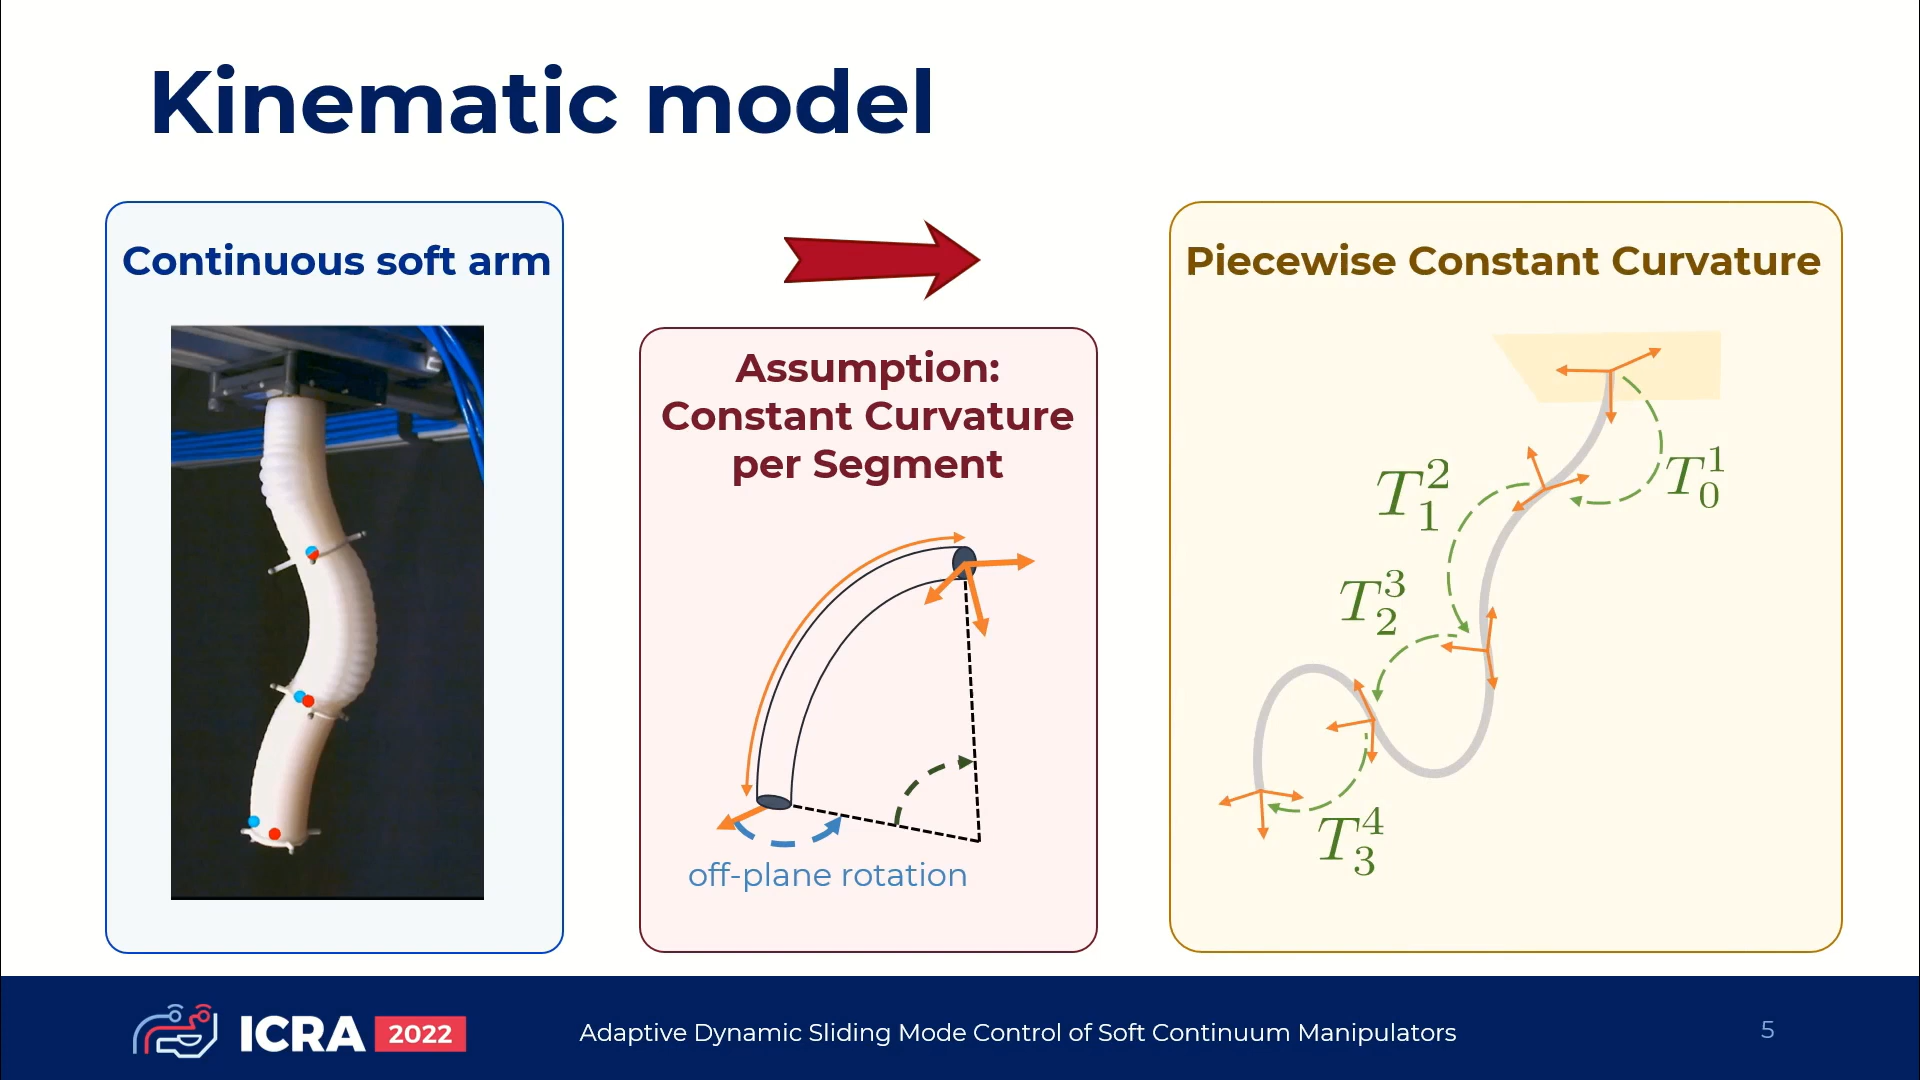 Kinematic model
Continuous soft arm
Assumption:
Constant Curvature
per Segment
off-plane rotation
Piecewise Constant Curvature
T_0^1
T_1^2
T_2^3
T_3^4
ICRA 2022
Adaptive Dynamic Sliding Mode Control of Soft Continuum Manipulators
5